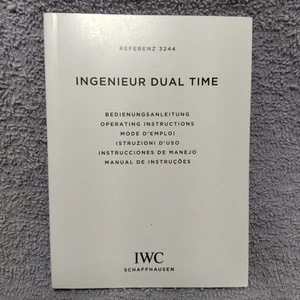 REFERENZ 3244
INGENIEUR DUAL TIME
BEDIENUNGSANLEITUNG
OPERATING INSTRUCTIONS
MODE D'EMPLOI
ISTRUZIONI D'USO
INSTRUCCIONES DE MANEJO
MANUAL DE INSTRUÇÕES
IWC
SCHAFFHAUSEN